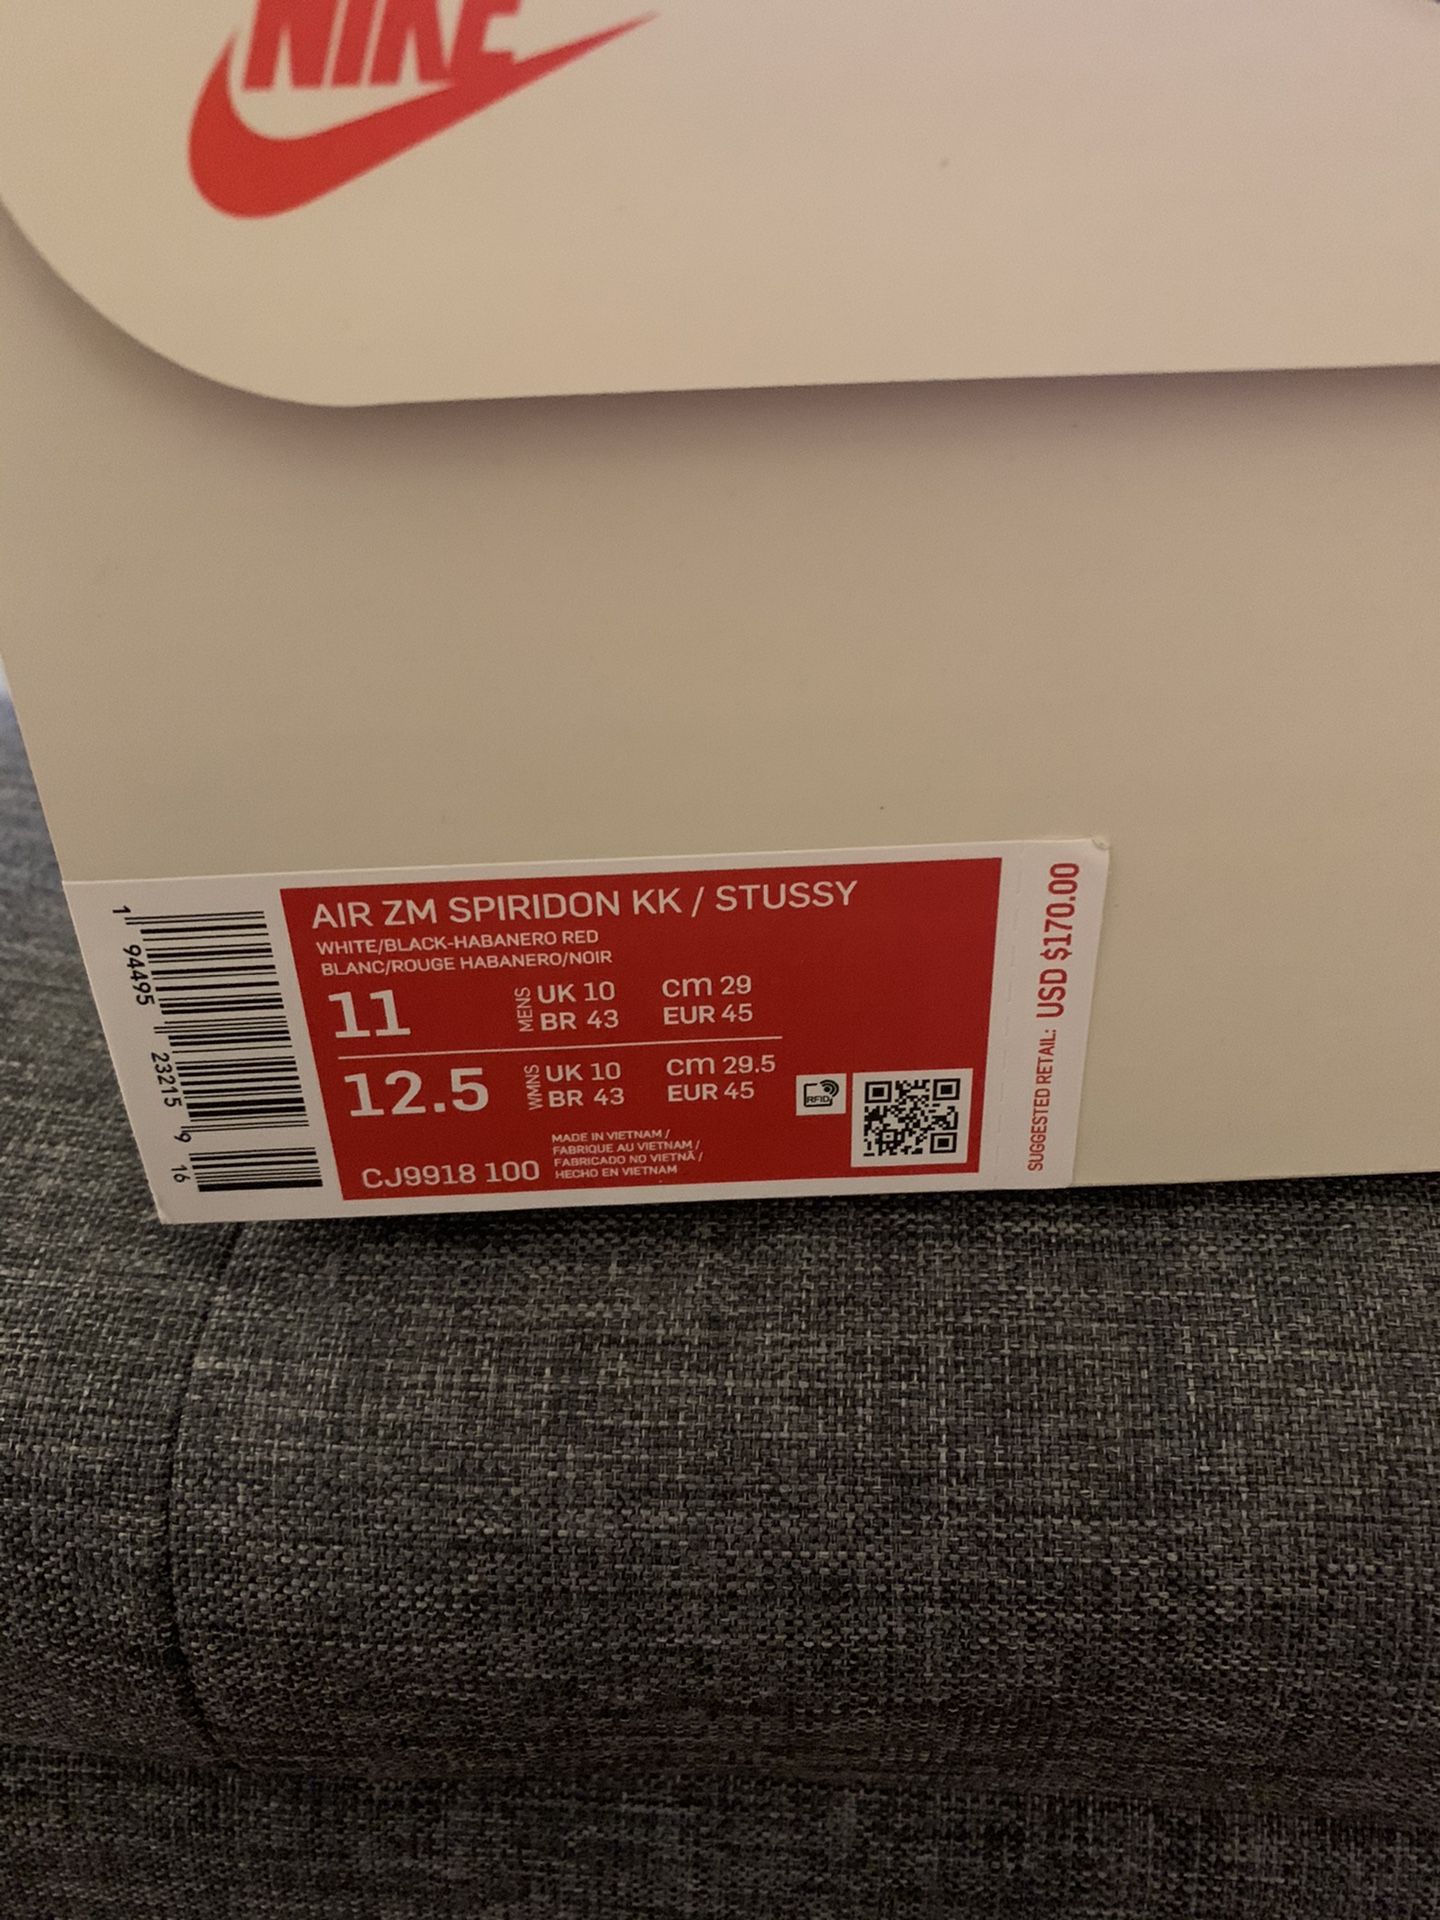 NIKE
AIR ZM SPIRIDON KK / STUSSY
WHITE/BLACK-HABANERO RED
BLANC/ROUGE HABANERO/NOIR
11 MENS UK 10 cm 29
BR 43 EUR 45
12.5 WMNS UK 10 cm 29.5
BR 43 EUR 45
RFID
CJ9918 100
MADE IN VIETNAM /
FABRIQUE AU VIETNAM /
FABRICADO NO VIETNÃ /
HECHO EN VIETNAM
1 94495 23215 9 16
SUGGESTED RETAIL: USD $170.00